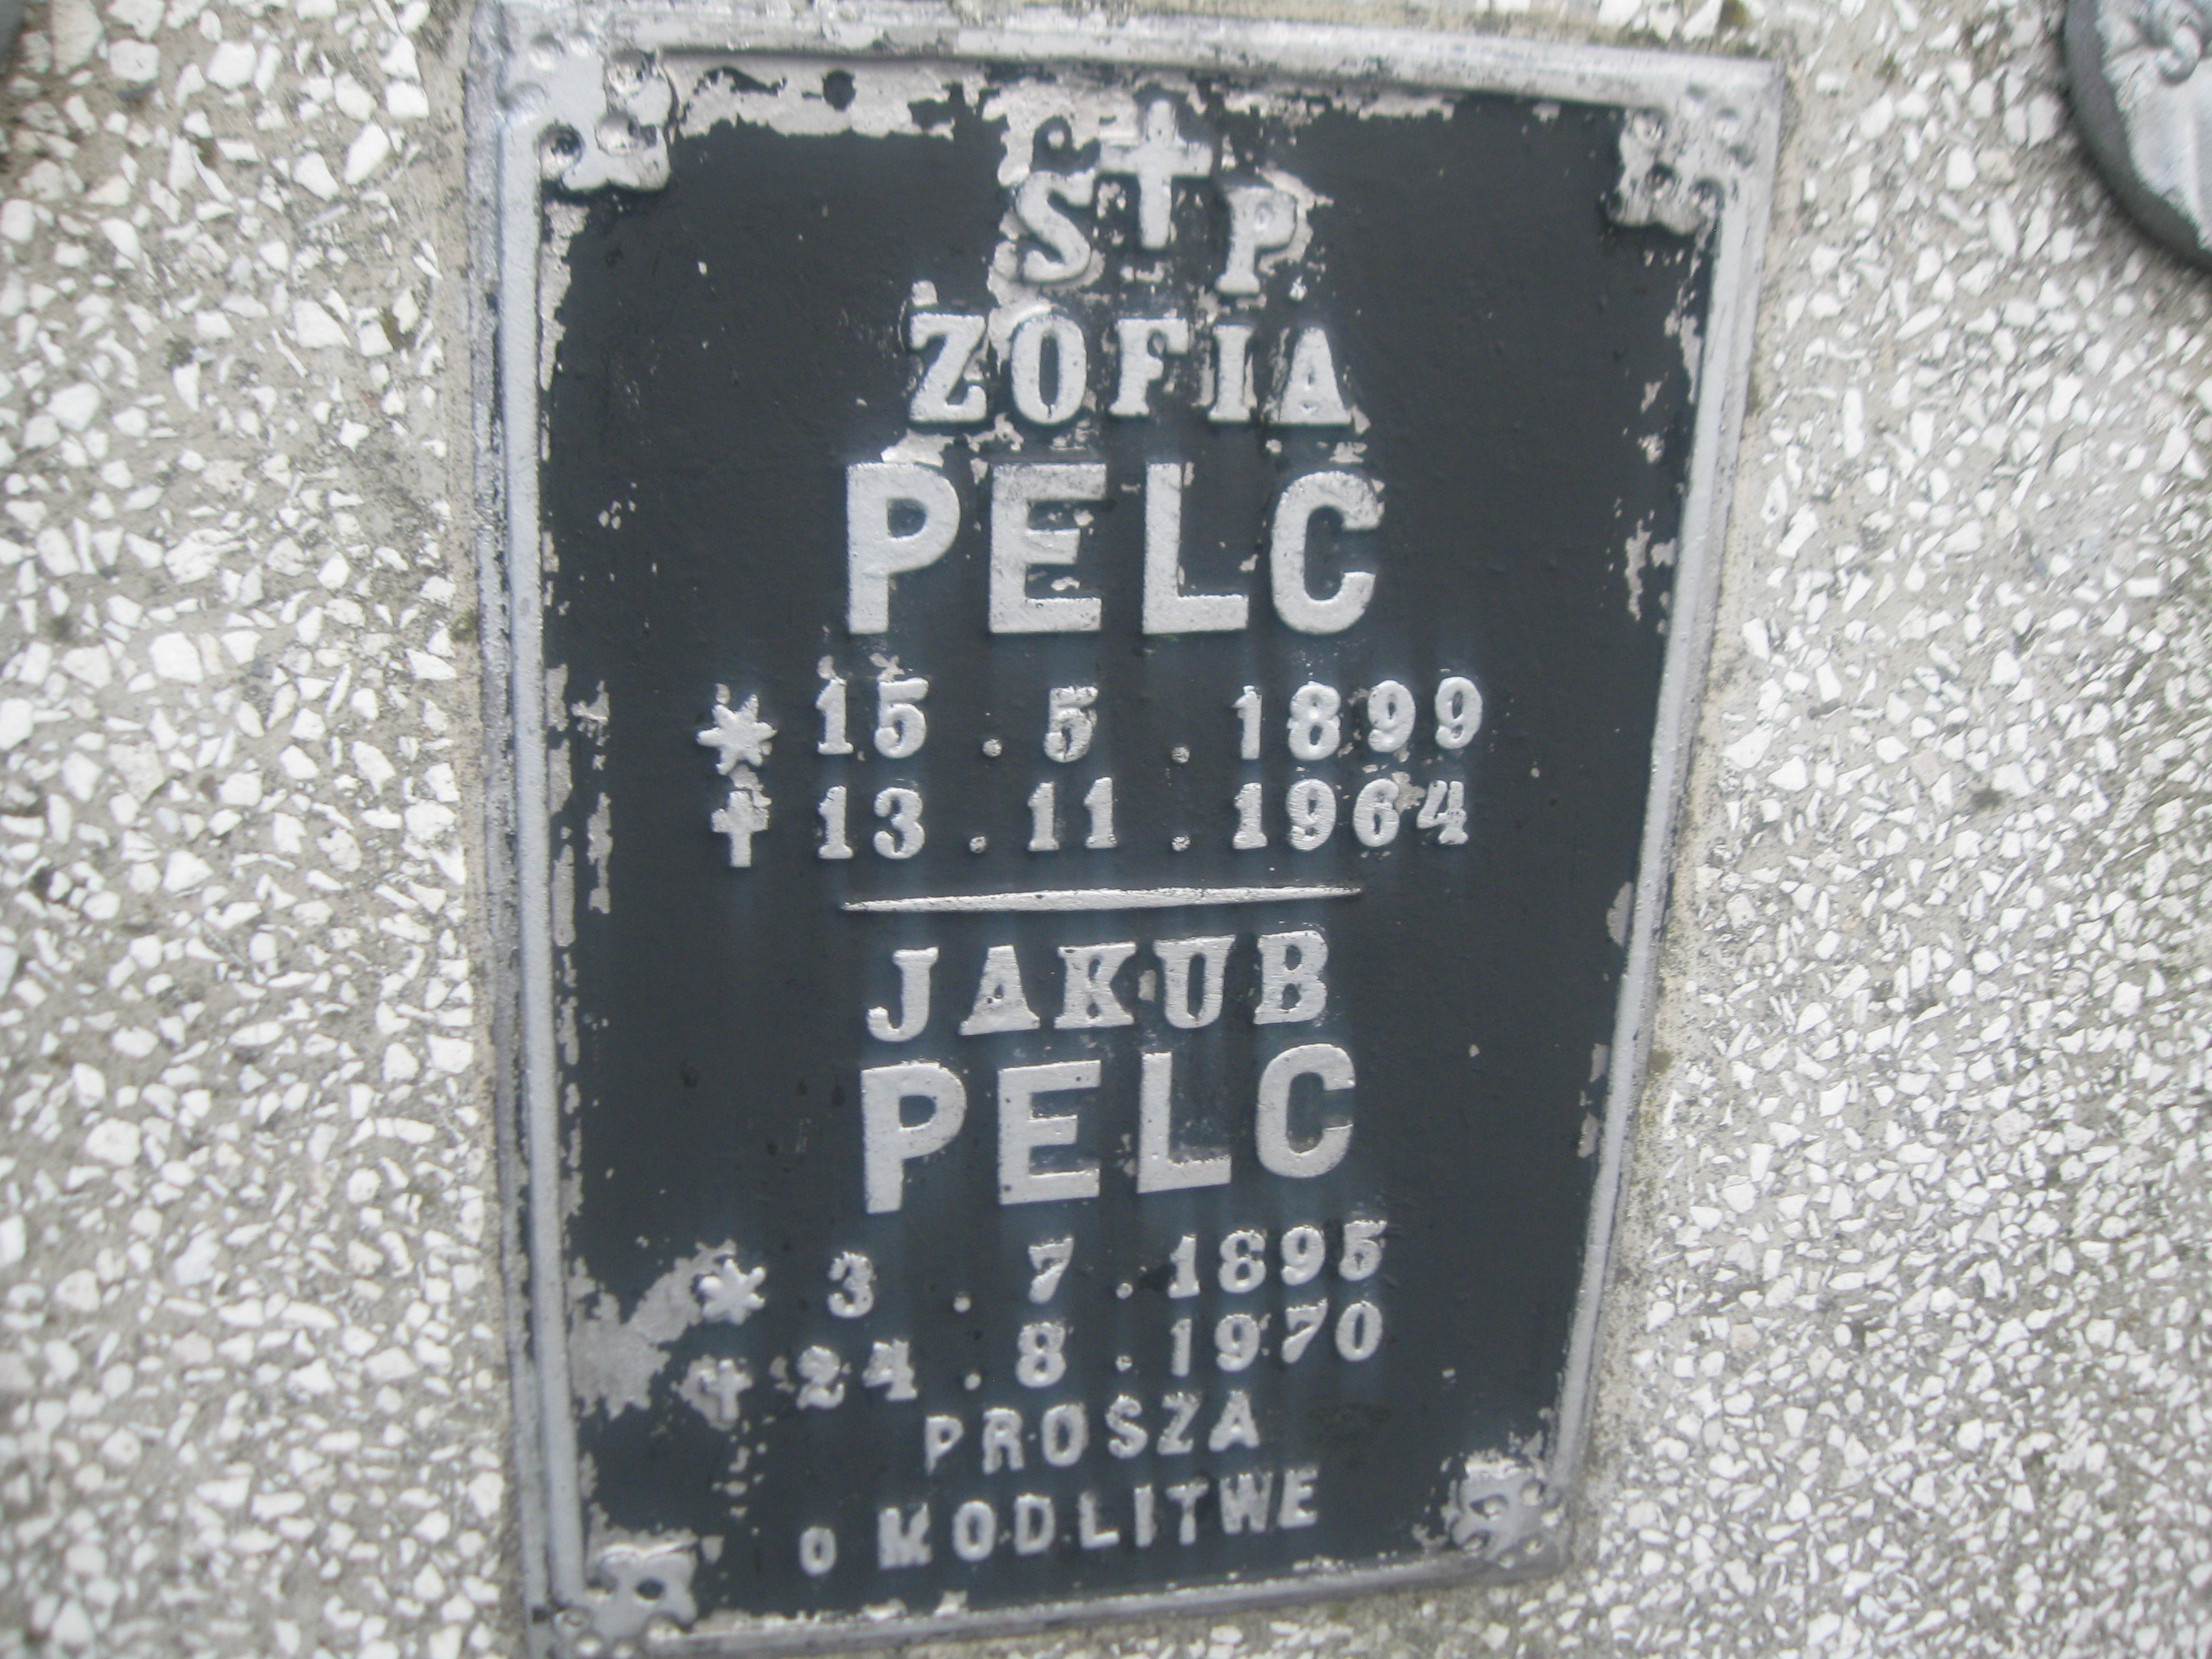 S † P
ZOFIA
PELC
* 15 . 5 . 1899
† 13 . 11 . 1964
JAKUB
PELC
* 3 . 7 . 1895
† 24 . 8 . 1970
PROSZA
O MODLITWE